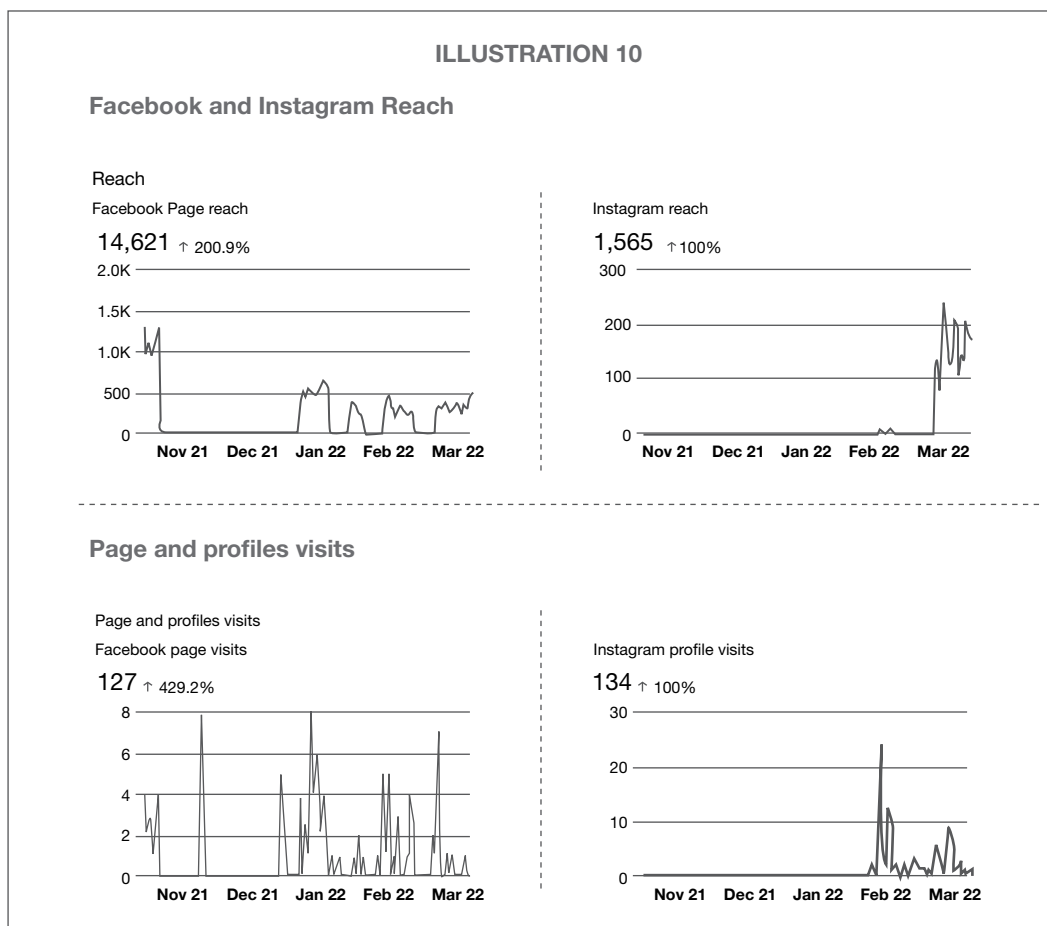 ILLUSTRATION 10
Facebook and Instagram Reach
Reach
Facebook Page reach
14,621 ↑ 200.9%
2.0K
1.5K
1.0K
500
0
Nov 21 Dec 21 Jan 22 Feb 22 Mar 22
Instagram reach
1,565 ↑ 100%
300
200
100
0
Nov 21 Dec 21 Jan 22 Feb 22 Mar 22
Page and profiles visits
Page and profiles visits
Facebook page visits
127 ↑ 429.2%
8
6
4
2
0
Nov 21 Dec 21 Jan 22 Feb 22 Mar 22
Instagram profile visits
134 ↑ 100%
30
20
10
0
Nov 21 Dec 21 Jan 22 Feb 22 Mar 22